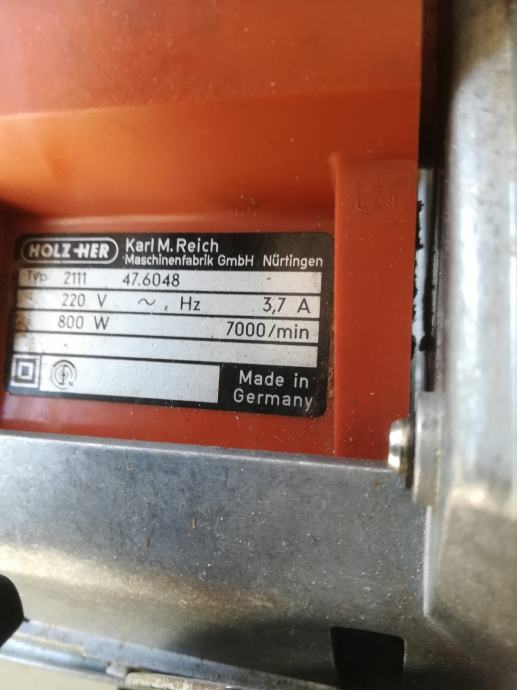 625
HOLZ-HER Karl M. Reich
Maschinenfabrik GmbH Nürtingen
Typ 2111 47.6048
220 V ~, Hz 3,7 A
800 W 7000/min
Made in
Germany